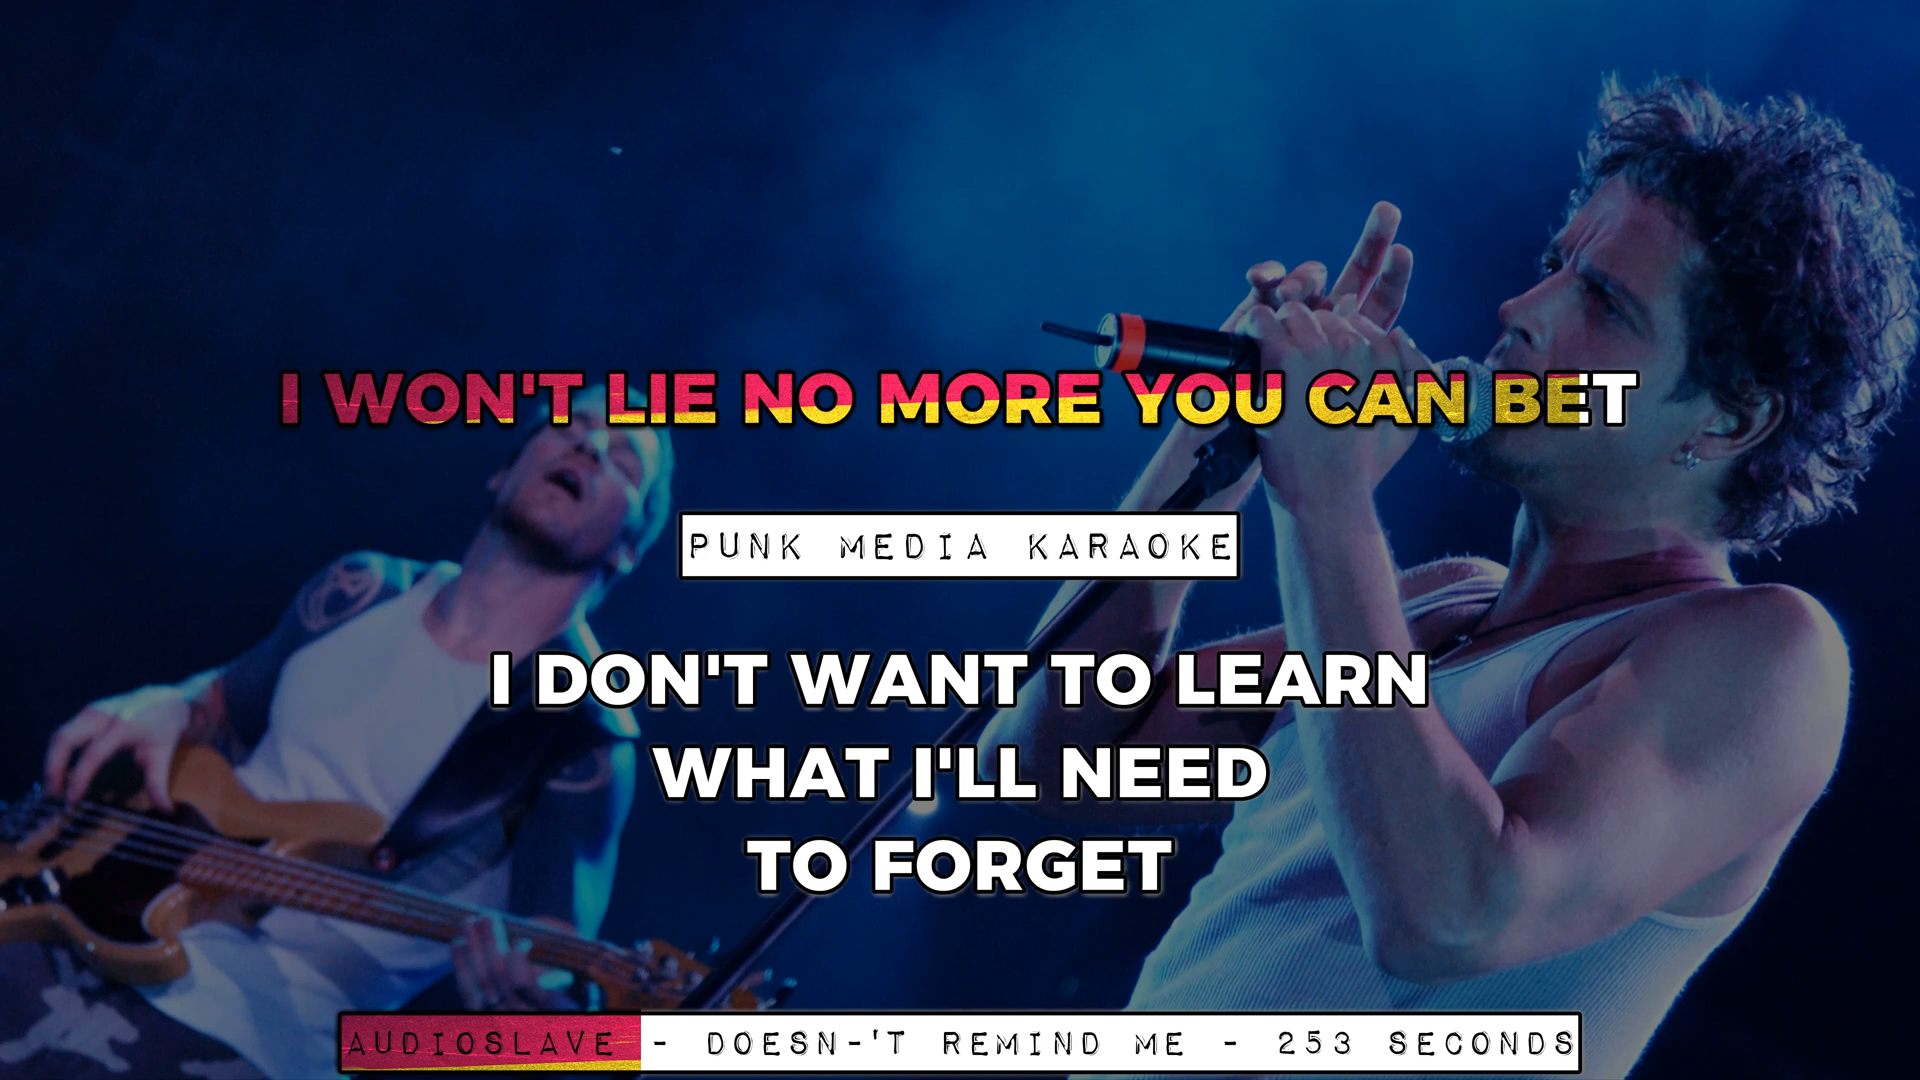 I WON'T LIE NO MORE YOU CAN BET
PUNK MEDIA KARAOKE
I DON'T WANT TO LEARN
WHAT I'LL NEED
TO FORGET
AUDIOSLAVE - DOESN-'T REMIND ME - 253 SECONDS